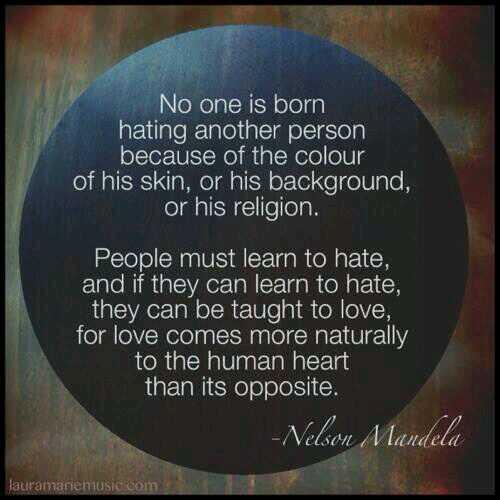 No one is born
hating another person
because of the colour
of his skin, or his background,
or his religion.
People must learn to hate,
and if they can learn to hate,
they can be taught to love,
for love comes more naturally
to the human heart
than its opposite.
-Nelson Mandela
lauramariemusic.com